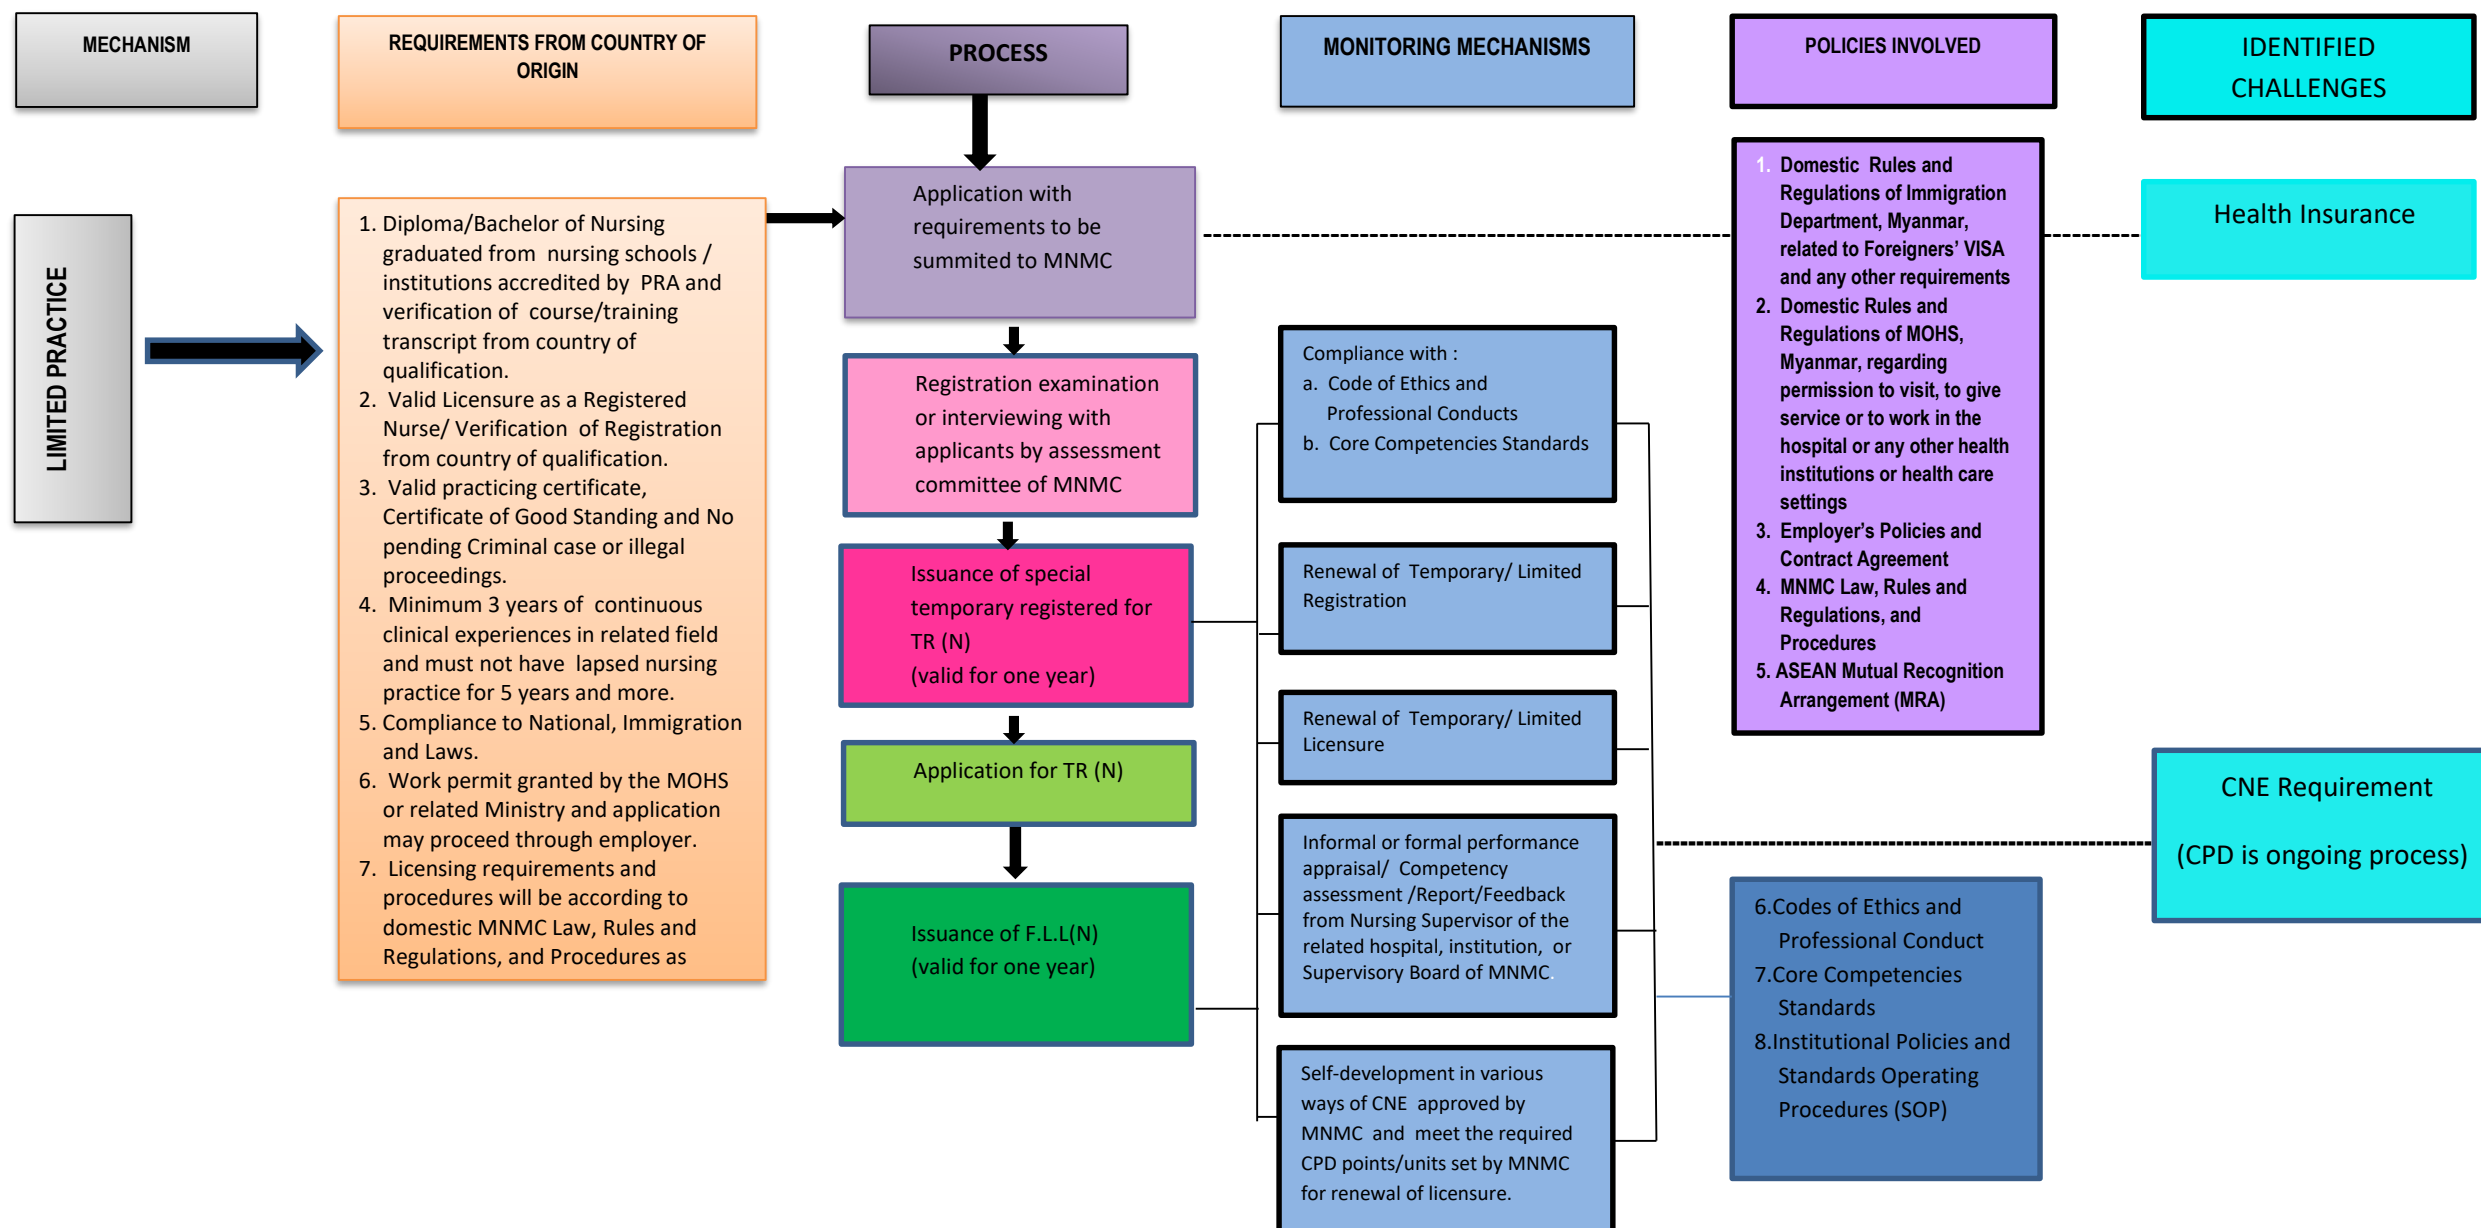 MECHANISM
REQUIREMENTS FROM COUNTRY OF
ORIGIN
PROCESS
MONITORING MECHANISMS
POLICIES INVOLVED
IDENTIFIED
CHALLENGES
LIMITED PRACTICE
1. Diploma/Bachelor of Nursing
graduated from nursing schools /
institutions accredited by PRA and
verification of course/training
transcript from country of
qualification.
2. Valid Licensure as a Registered
Nurse/ Verification of Registration
from country of qualification.
3. Valid practicing certificate,
Certificate of Good Standing and No
pending Criminal case or illegal
proceedings.
4. Minimum 3 years of continuous
clinical experiences in related field
and must not have lapsed nursing
practice for 5 years and more.
5. Compliance to National, Immigration
and Laws.
6. Work permit granted by the MOHS
or related Ministry and application
may proceed through employer.
7. Licensing requirements and
procedures will be according to
domestic MNMC Law, Rules and
Regulations, and Procedures as
Application with
requirements to be
summited to MNMC
Registration examination
or interviewing with
applicants by assessment
committee of MNMC
Issuance of special
temporary registered for
TR (N)
(valid for one year)
Application for TR (N)
Issuance of F.L.L(N)
(valid for one year)
Compliance with :
a. Code of Ethics and
Professional Conducts
b. Core Competencies Standards
Renewal of Temporary/ Limited
Registration
Renewal of Temporary/ Limited
Licensure
Informal or formal performance
appraisal/ Competency
assessment /Report/Feedback
from Nursing Supervisor of the
related hospital, institution, or
Supervisory Board of MNMC.
Self-development in various
ways of CNE approved by
MNMC and meet the required
CPD points/units set by MNMC
for renewal of licensure.
1. Domestic Rules and
Regulations of Immigration
Department, Myanmar,
related to Foreigners’ VISA
and any other requirements
2. Domestic Rules and
Regulations of MOHS,
Myanmar, regarding
permission to visit, to give
service or to work in the
hospital or any other health
institutions or health care
settings
3. Employer’s Policies and
Contract Agreement
4. MNMC Law, Rules and
Regulations, and
Procedures
5. ASEAN Mutual Recognition
Arrangement (MRA)
6.Codes of Ethics and
Professional Conduct
7.Core Competencies
Standards
8.Institutional Policies and
Standards Operating
Procedures (SOP)
Health Insurance
CNE Requirement
(CPD is ongoing process)